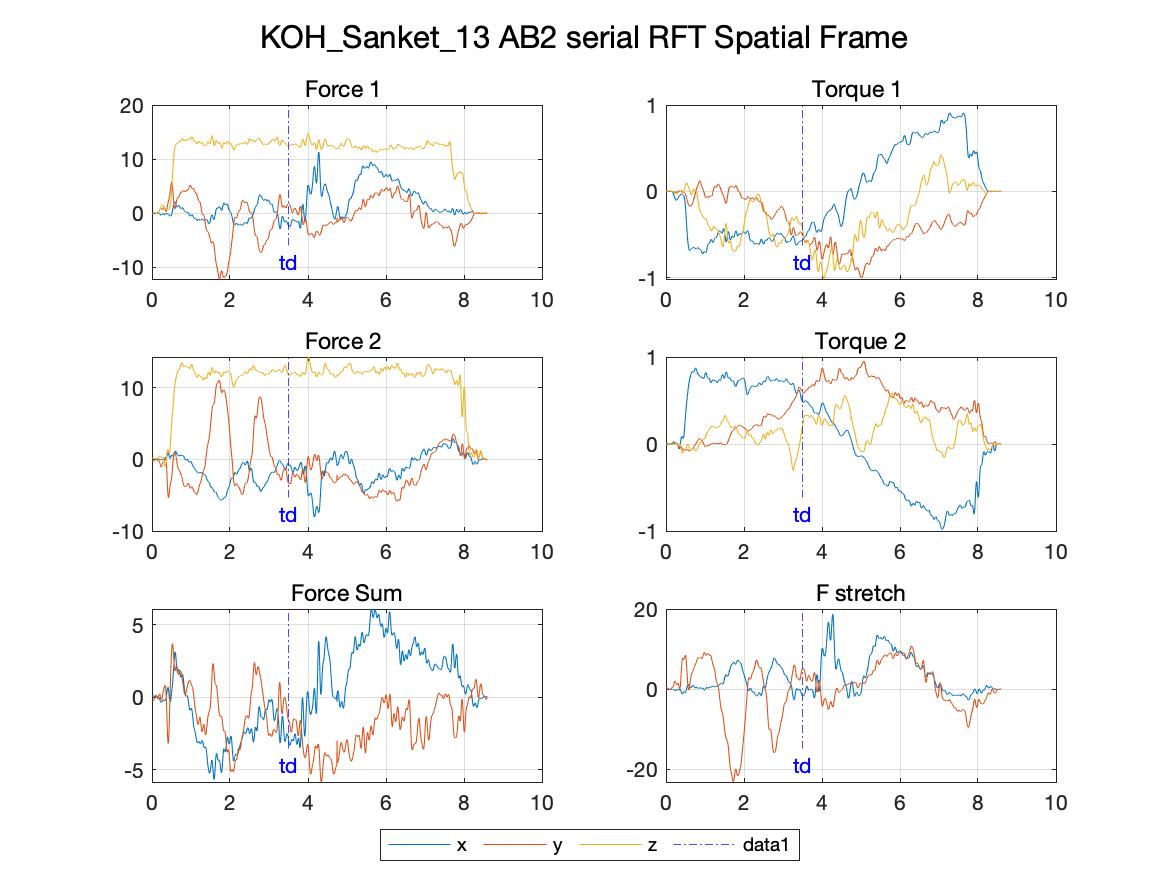 KOH_Sanket_13 AB2 serial RFT Spatial Frame
Force 1
20
10
0
-10
td
0 2 4 6 8 10
Torque 1
1
0
-1
td
0 2 4 6 8 10
Force 2
10
0
-10
td
0 2 4 6 8 10
Torque 2
1
0
-1
td
0 2 4 6 8 10
Force Sum
5
0
-5
td
0 2 4 6 8 10
F stretch
20
0
-20
td
0 2 4 6 8 10
x y z data1